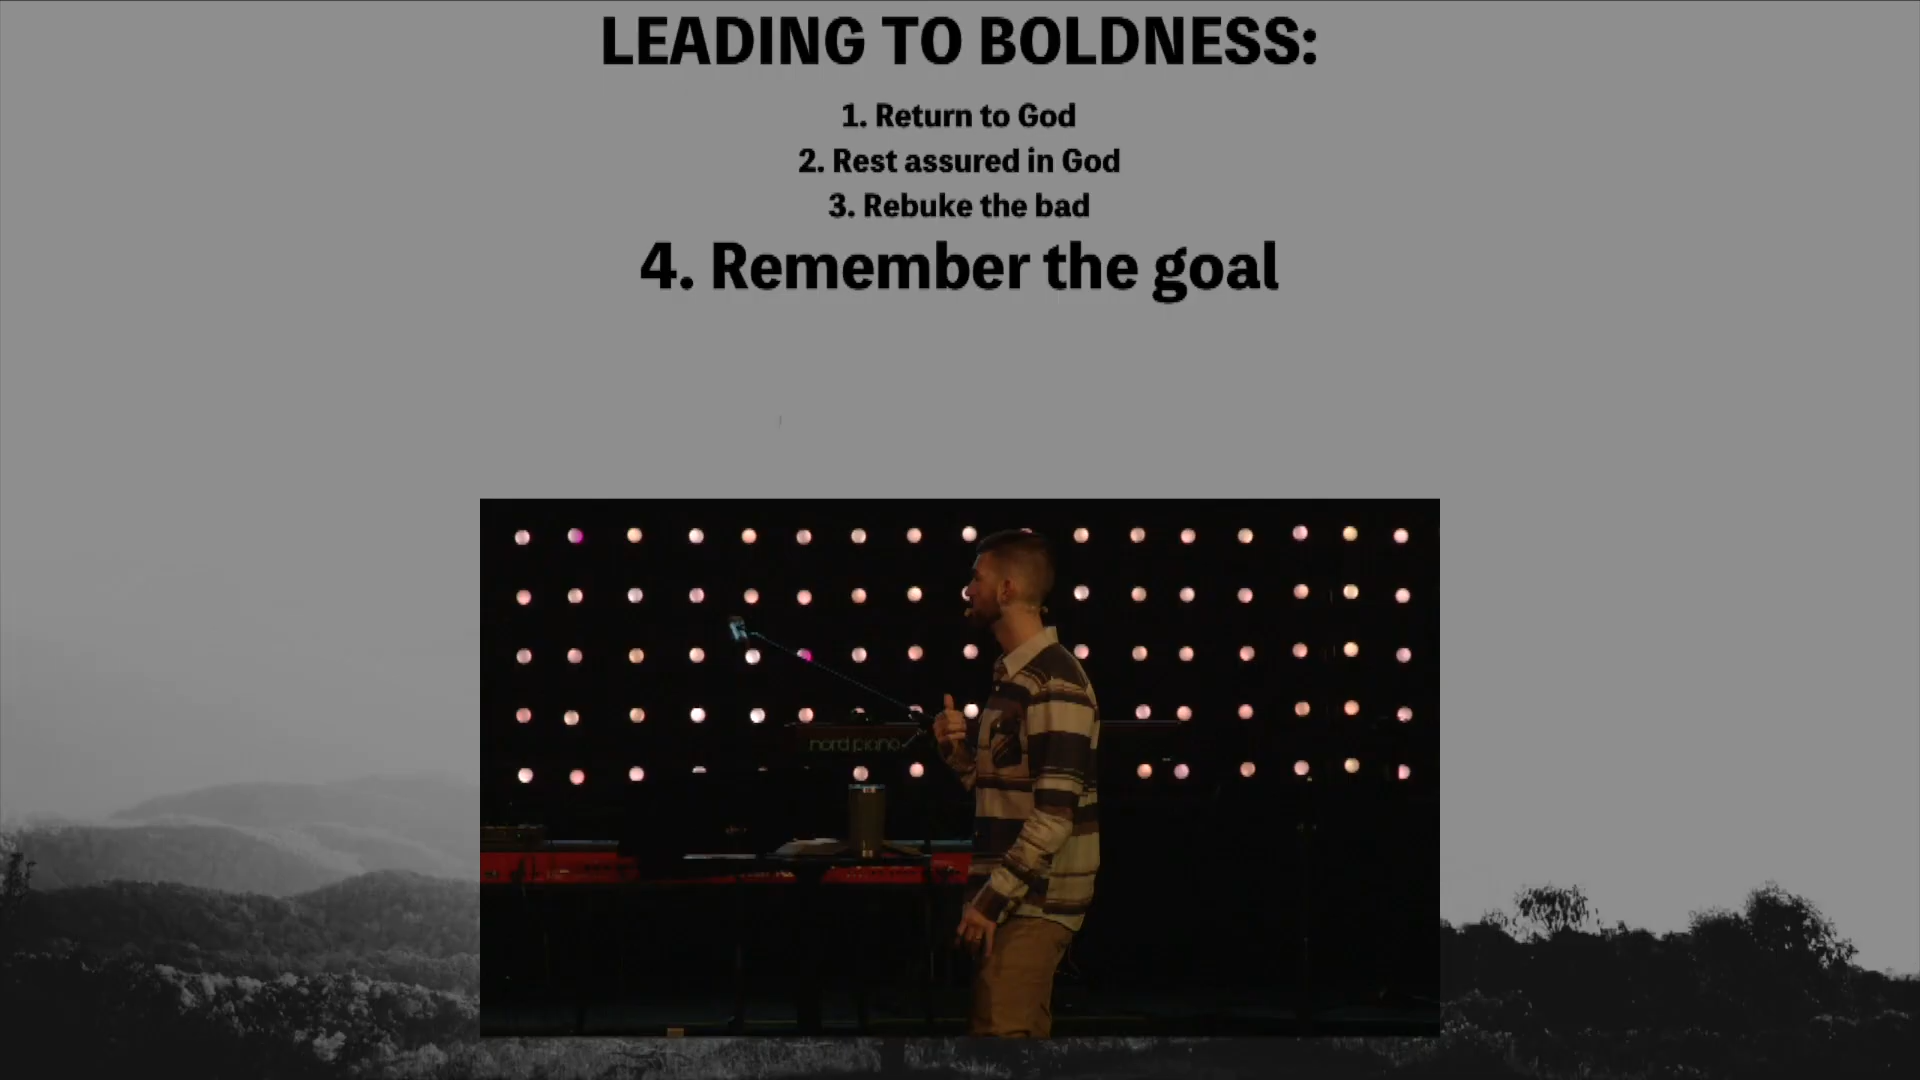 LEADING TO BOLDNESS:
1. Return to God
2. Rest assured in God
3. Rebuke the bad
4. Remember the goal
nord piano